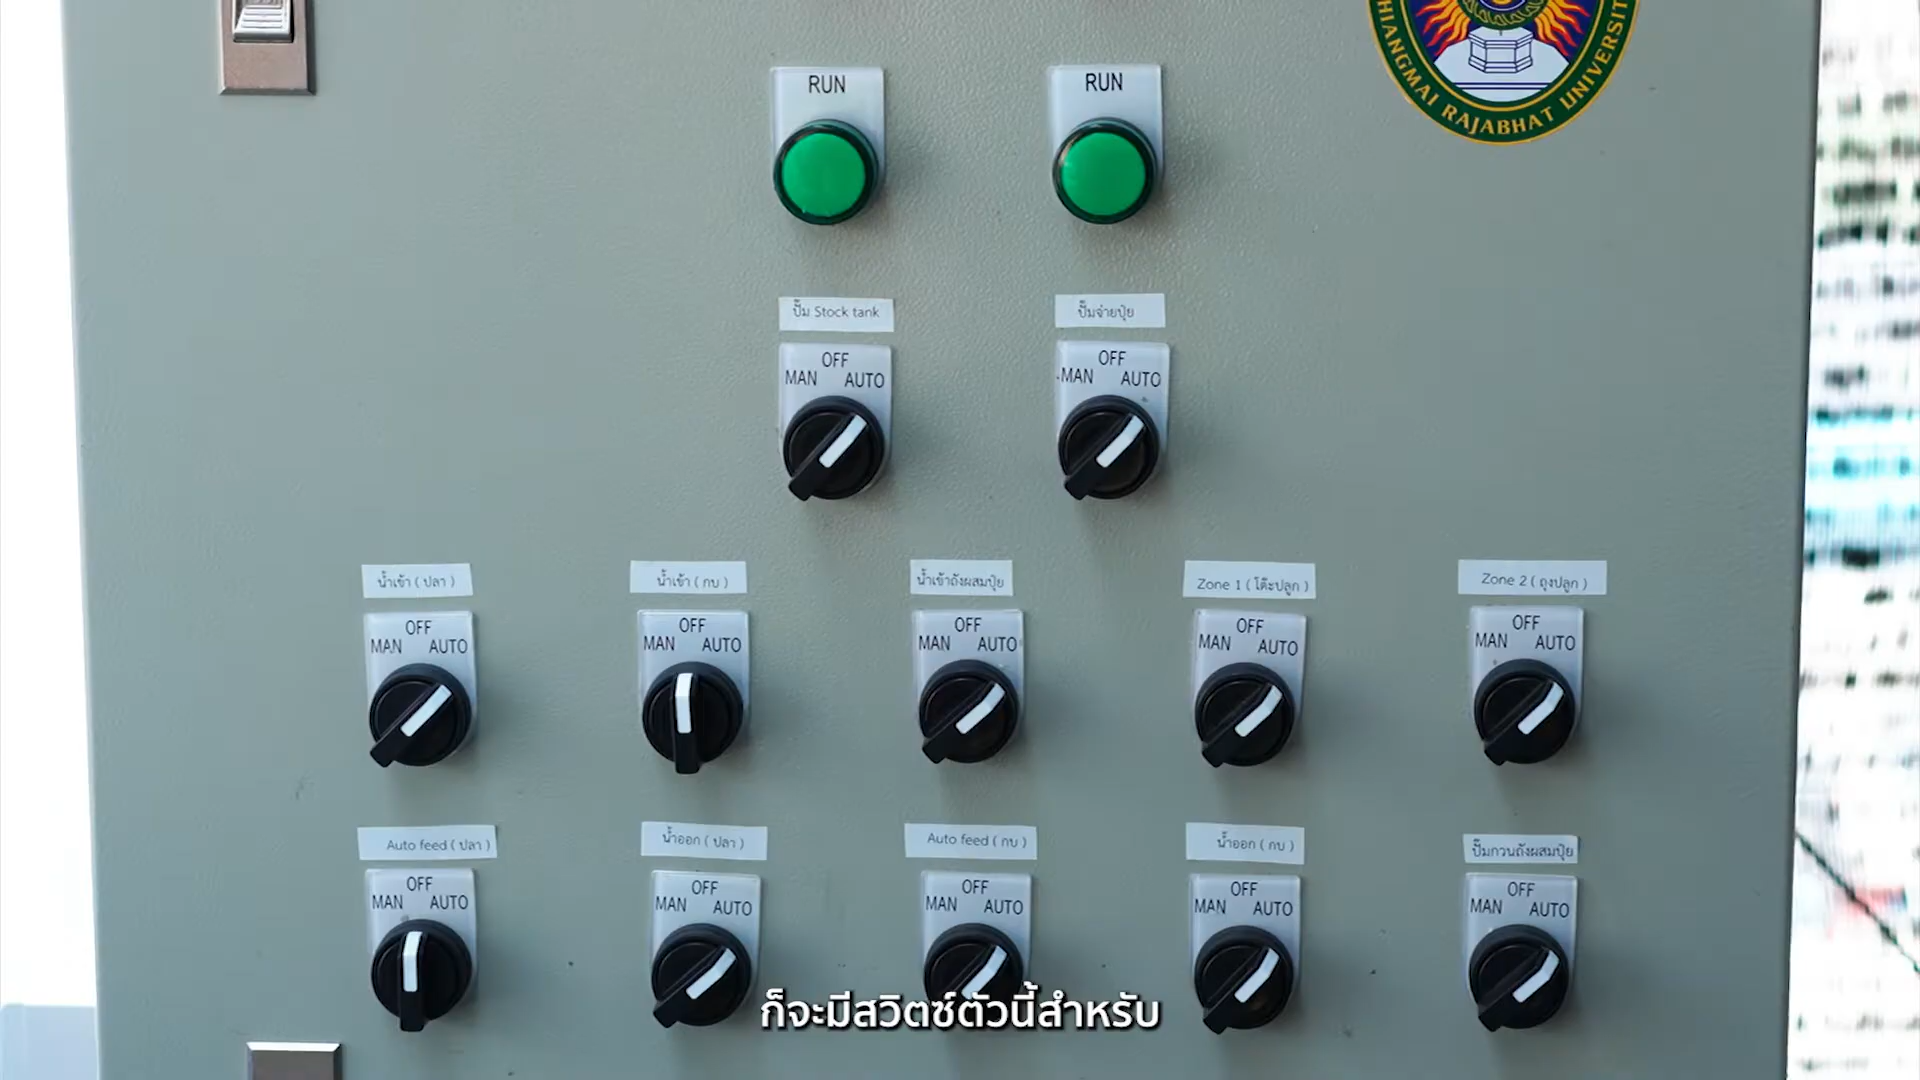 CHIANGMAI RAJABHAT UNIVERSITY
RUN
RUN
ปั๊ม Stock tank
ปั๊มจ่ายปุ๋ย
OFF
MAN AUTO
OFF
MAN AUTO
น้ำเข้า ( ปลา )
น้ำเข้า ( กบ )
น้ำเข้าถังผสมปุ๋ย
Zone 1 ( โต๊ะปลูก )
Zone 2 ( ถุงปลูก )
OFF
MAN AUTO
OFF
MAN AUTO
OFF
MAN AUTO
OFF
MAN AUTO
OFF
MAN AUTO
Auto feed ( ปลา )
น้ำออก ( ปลา )
Auto feed ( กบ )
น้ำออก ( กบ )
ปั๊มกวนถังผสมปุ๋ย
OFF
MAN AUTO
OFF
MAN AUTO
OFF
MAN AUTO
OFF
MAN AUTO
OFF
MAN AUTO
ก็จะมีสวิตซ์ตัวนี้สำหรับ